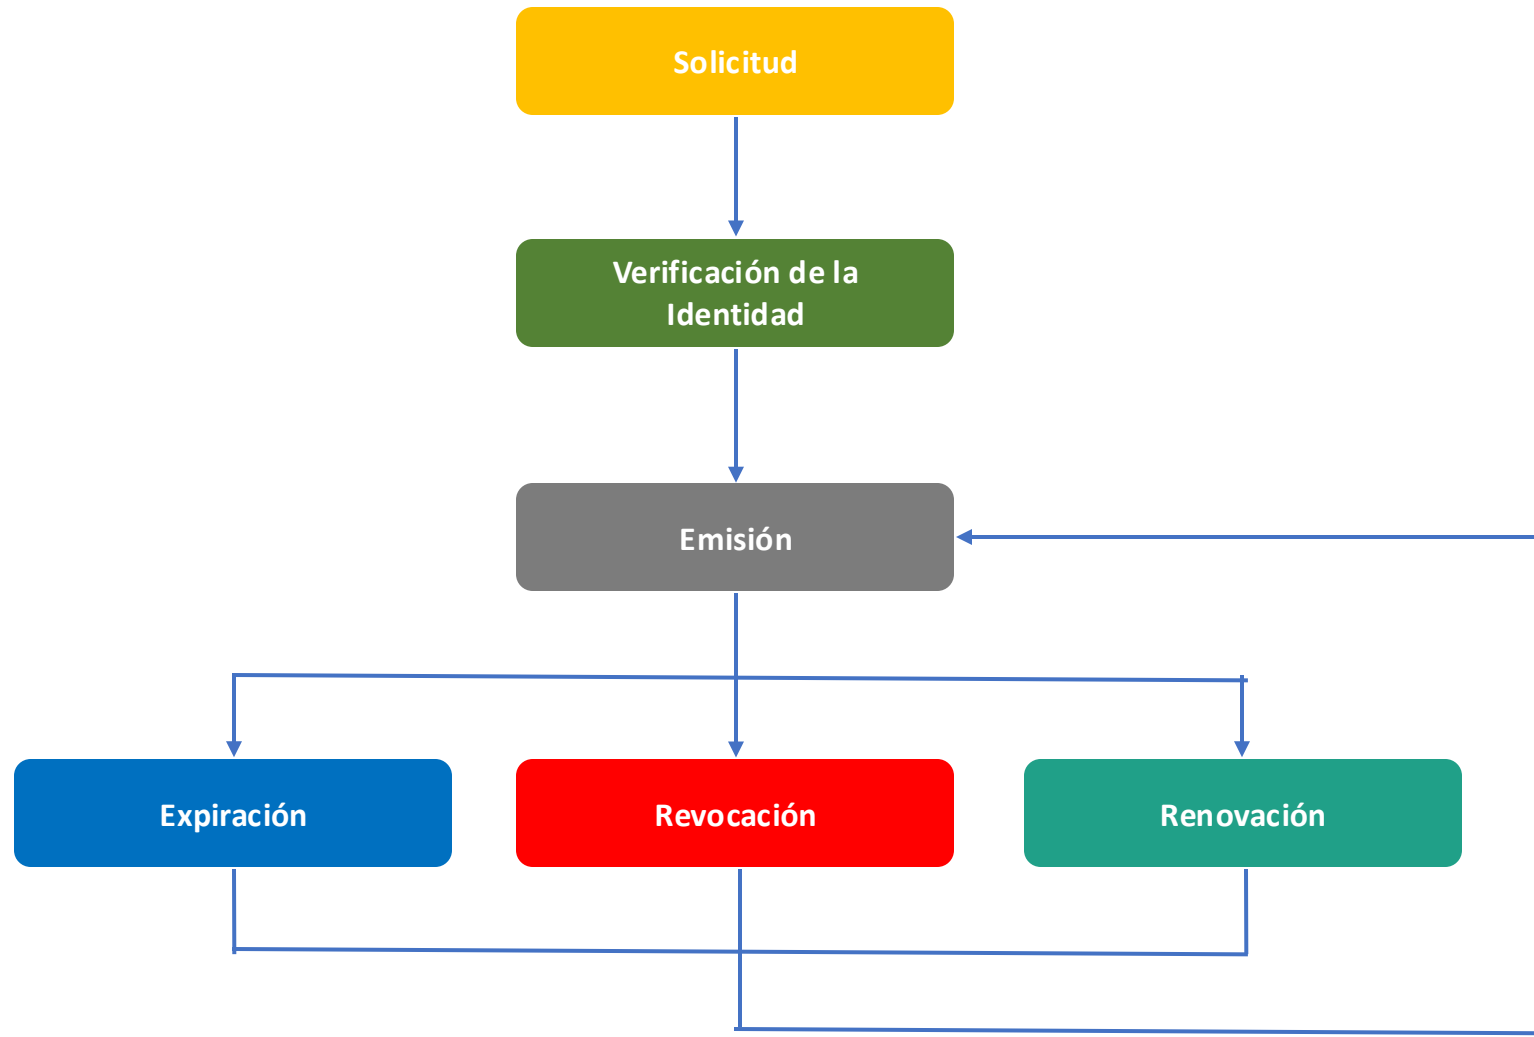 Solicitud
Verificación de la
Identidad
Emisión
Expiración
Revocación
Renovación